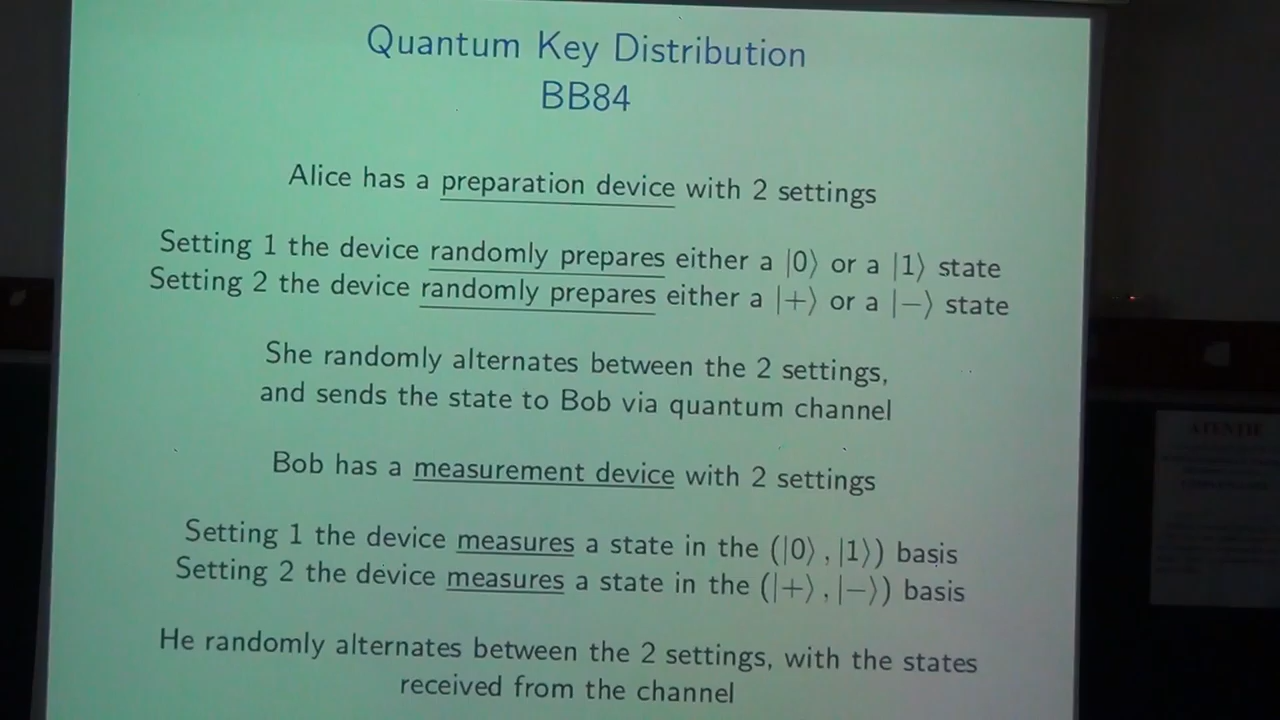 Quantum Key Distribution
BB84
Alice has a preparation device with 2 settings
Setting 1 the device randomly prepares either a |0⟩ or a |1⟩ state
Setting 2 the device randomly prepares either a |+⟩ or a |−⟩ state
She randomly alternates between the 2 settings,
and sends the state to Bob via quantum channel
Bob has a measurement device with 2 settings
Setting 1 the device measures a state in the (|0⟩ , |1⟩) basis
Setting 2 the device measures a state in the (|+⟩ , |−⟩) basis
He randomly alternates between the 2 settings, with the states
received from the channel